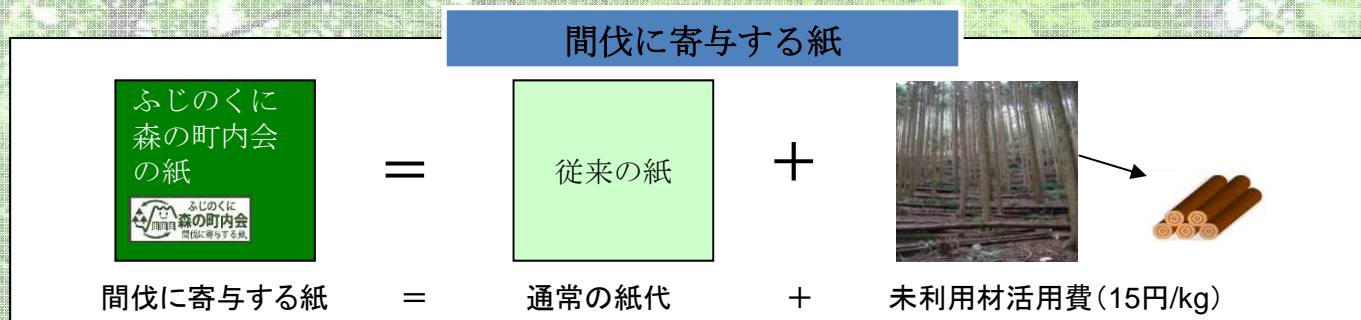 間伐に寄与する紙
ふじのくに
森の町内会
の紙
ふじのくに
森の町内会
間伐に寄与する紙
＝
従来の紙
＋
間伐に寄与する紙 ＝ 通常の紙代 ＋ 未利用材活用費（15円/kg）